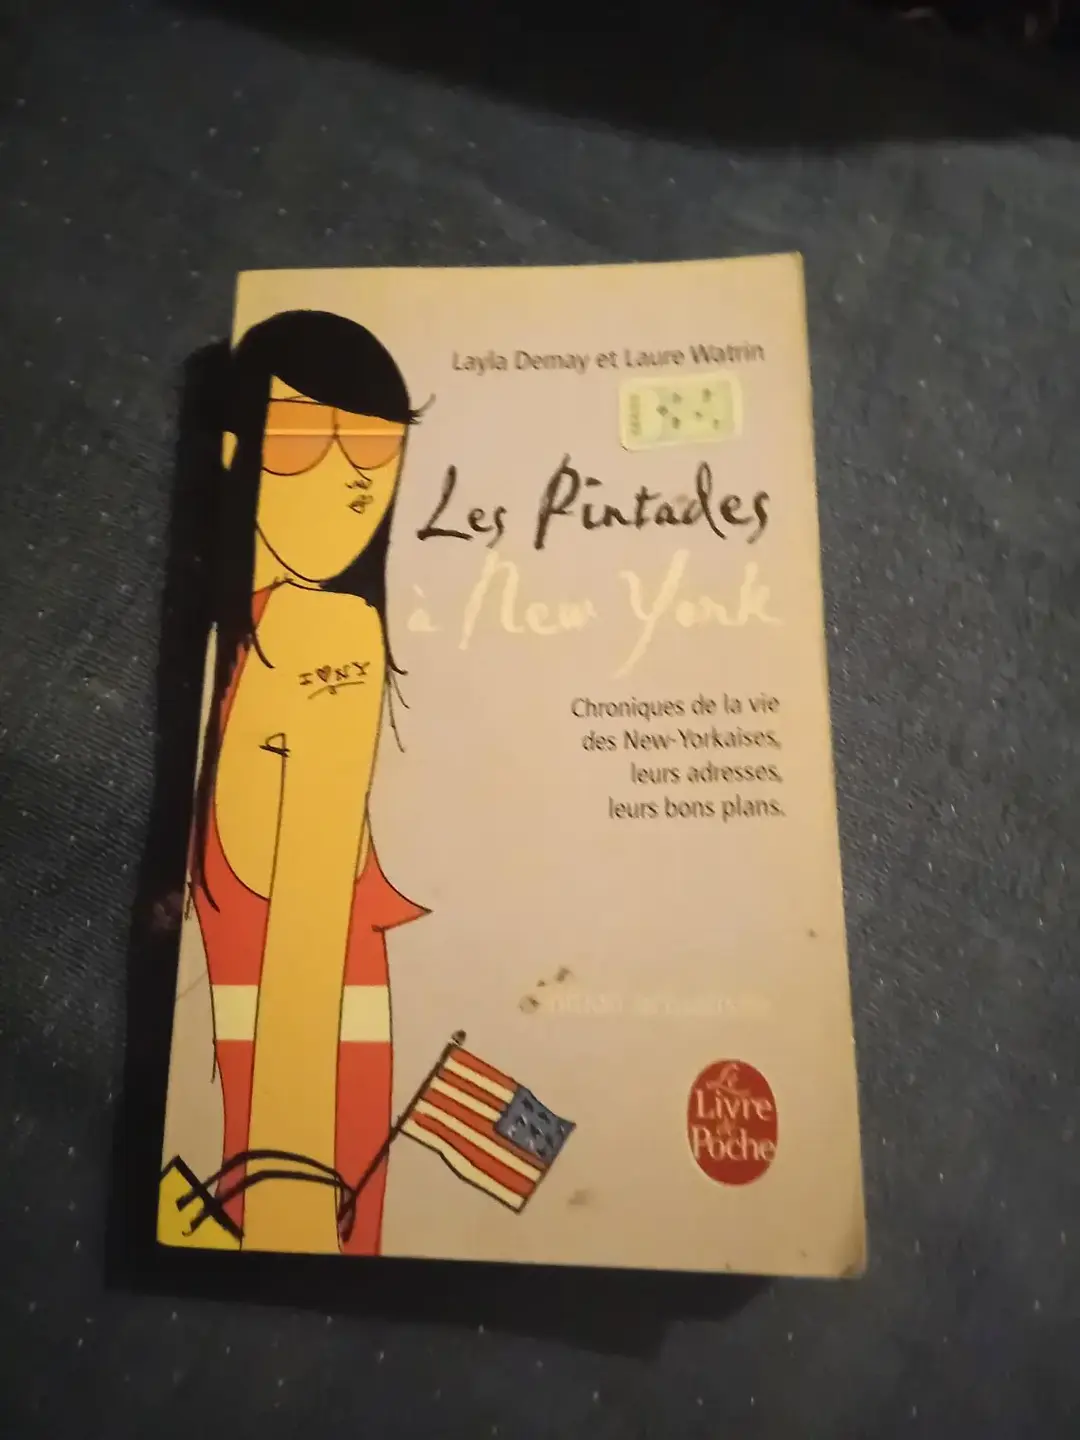 Layla Demay et Laure Watrin
Les Pintades
à New York
I ♥ NY
Chroniques de la vie
des New-Yorkaises,
leurs adresses,
leurs bons plans.
Le
Livre
de
Poche